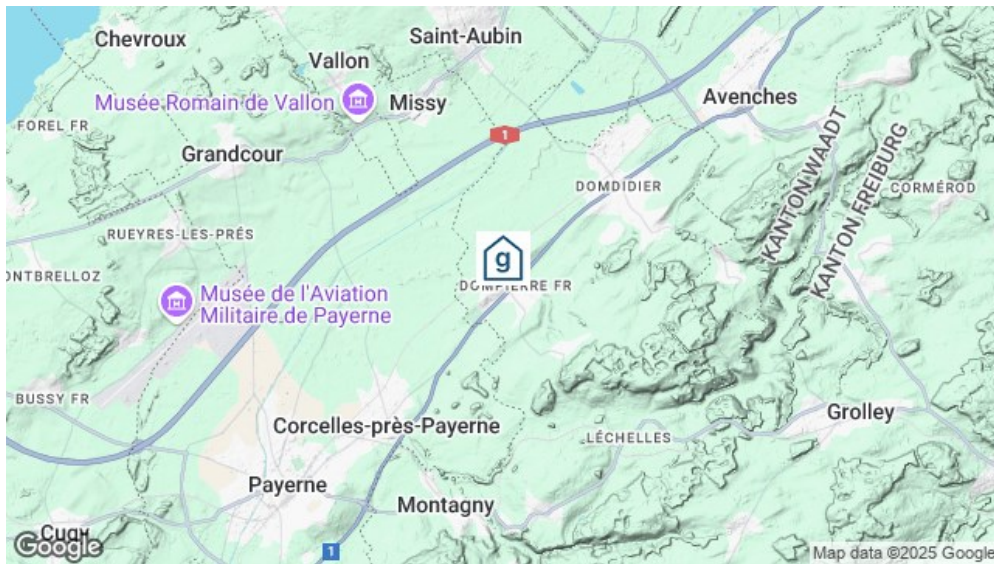 Chevroux
Saint-Aubin
Vallon
Musée Romain de Vallon
Missy
Avenches
FOREL FR
1
Grandcour
DOMDIDIER
KANTON WAADT
KANTON FREIBURG
CORMÉROD
RUEYRES-LES-PRÉS
g
ONTBRELLOZ
DOMPIERRE FR
Musée de l'Aviation
Militaire de Payerne
BUSSY FR
Grolley
Corcelles-près-Payerne
LÉCHELLES
Payerne
Montagny
Cugy
Google
1
Map data ©2025 Google